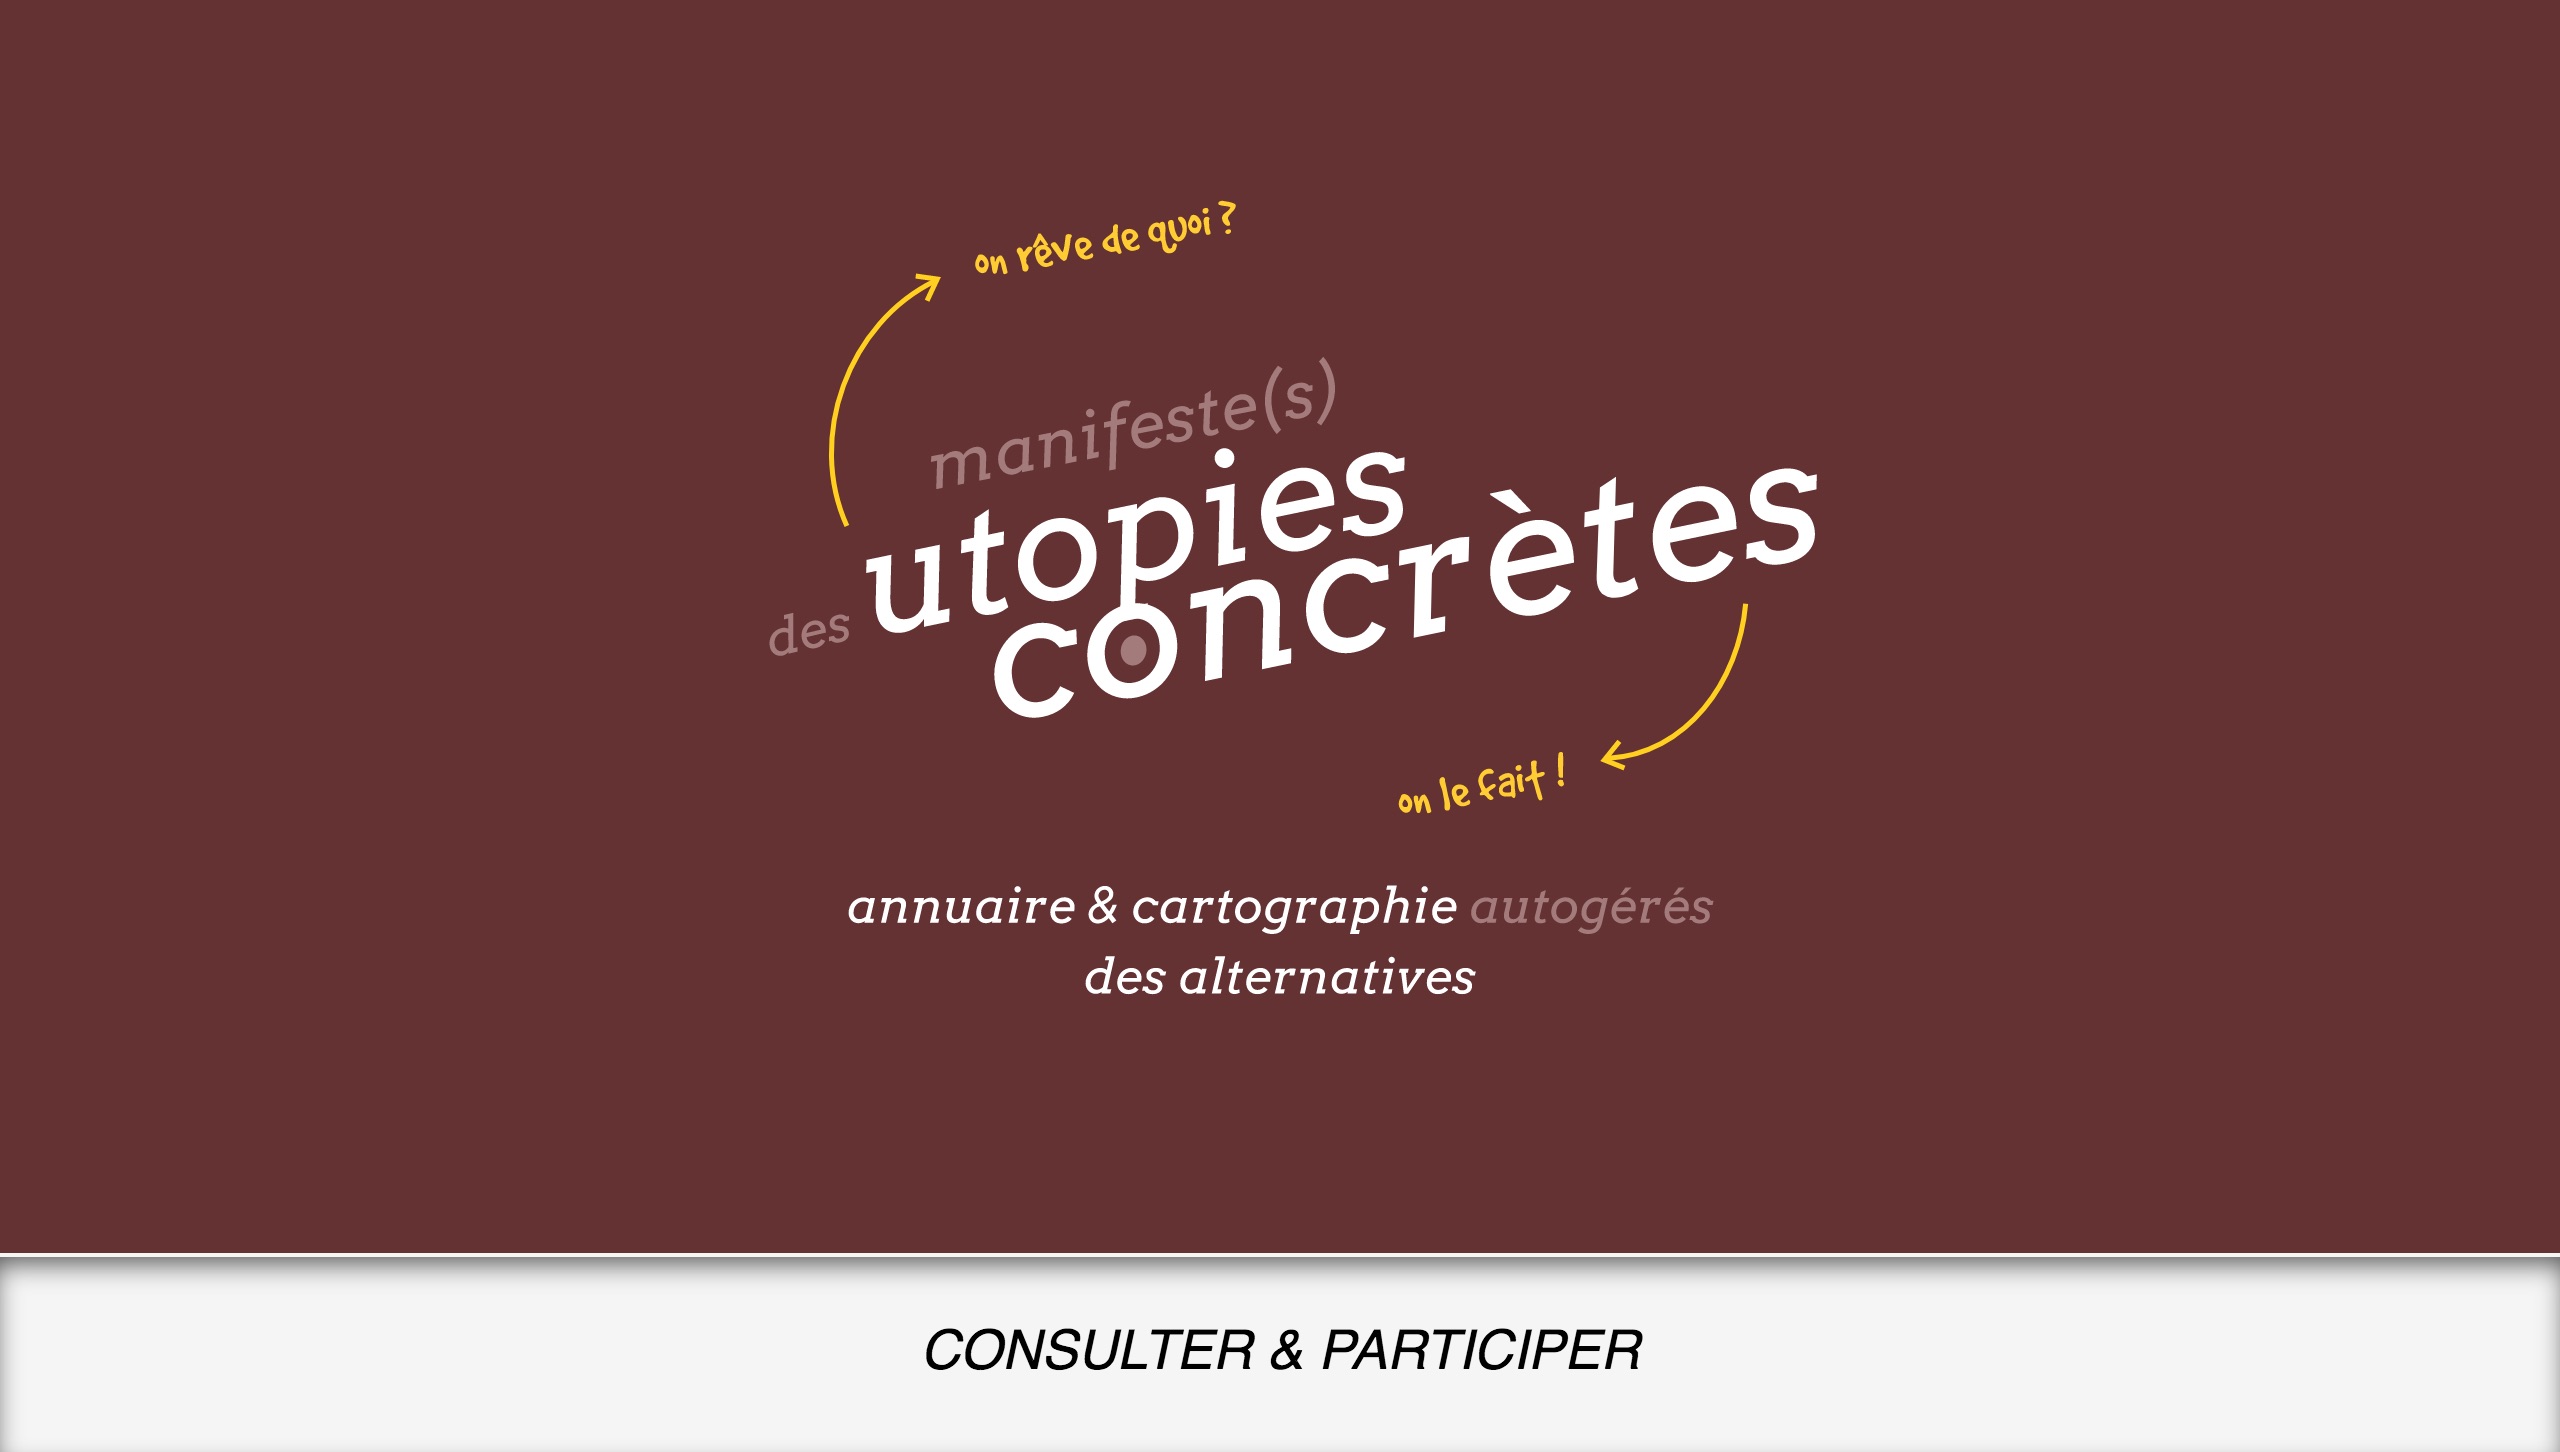 on rêve de quoi ?
manifeste(s)
des utopies
concrètes
on le fait !
annuaire & cartographie autogérés
des alternatives
CONSULTER & PARTICIPER